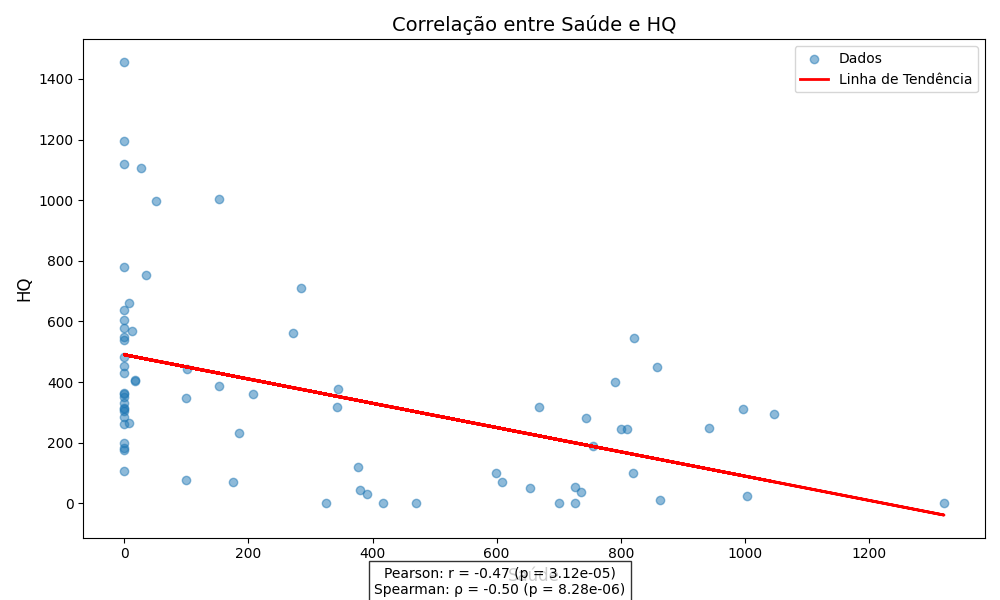 Correlação entre Saúde e HQ
Dados
Linha de Tendência
HQ
1400
1200
1000
800
600
400
200
0
0 200 400 600 800 1000 1200
Saúde
Pearson: r = -0.47 (p = 3.12e-05)
Spearman: ρ = -0.50 (p = 8.28e-06)